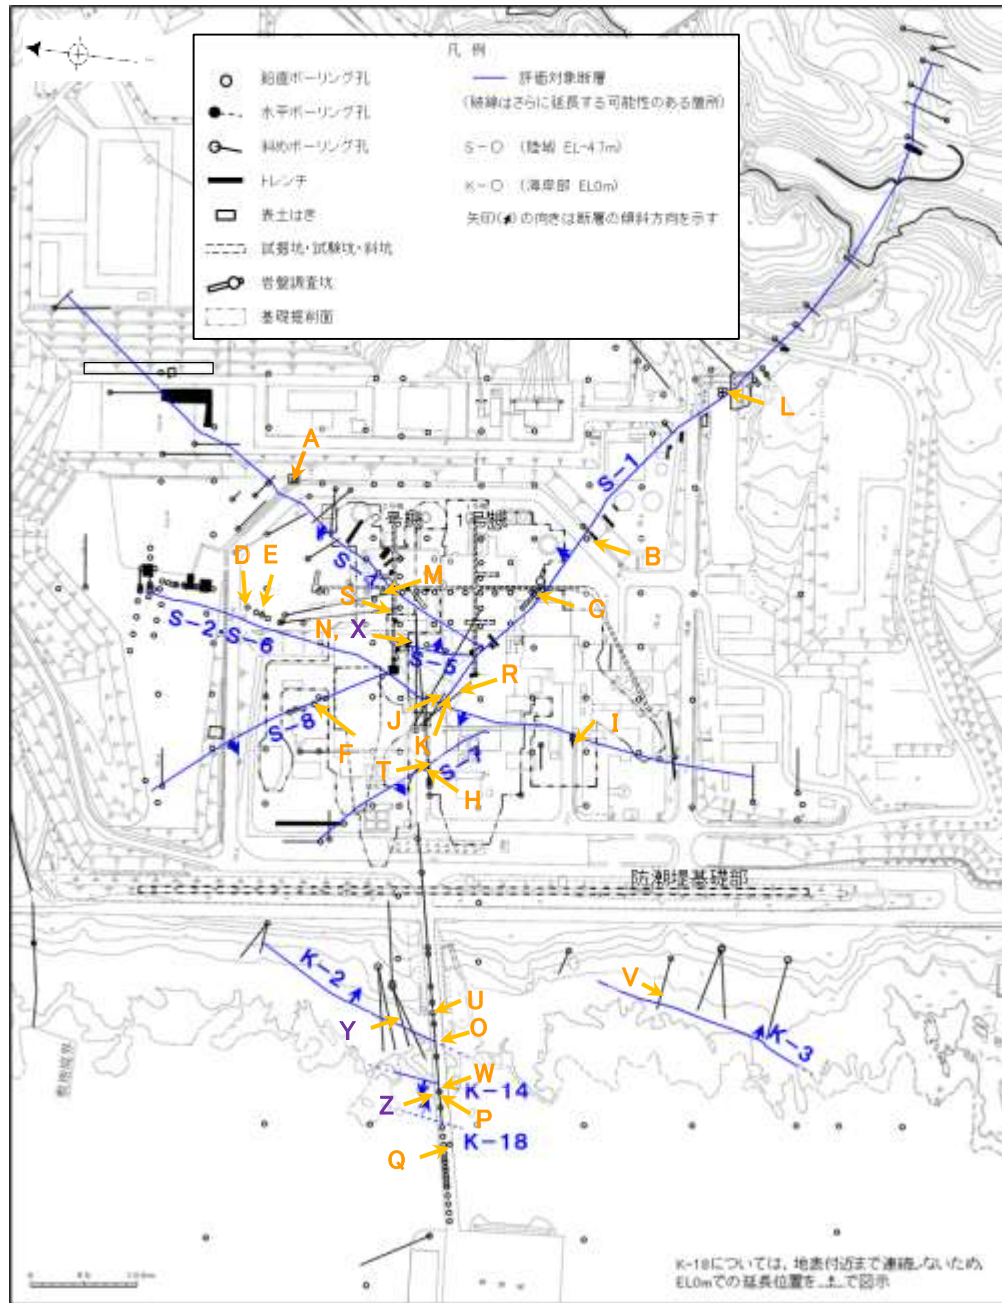 凡 例
鉛直ボーリング孔
水平ボーリング孔
斜めボーリング孔
トレンチ
表土はぎ
試掘坑・試験坑・斜坑
岩盤調査坑
基礎掘削面
評価対象断層
(破線はさらに延長する可能性のある箇所)
S-○ (陸域 EL-4.7m)
K-○ (海岸部 EL0m)
矢印( )の向きは断層の傾斜方向を示す
L
A
S-1
2号機
1号機
B
D
E
S-4
M
S
C
N,
X
S-2・S-6
S-5
R
J
K
I
S-8
F
T
S-7
H
防潮堤基礎部
K-2
V
U
Y
O
K-3
敷地境界
W
Z
K-14
P
K-18
Q
K-18については、地表付近まで連続しないため、
EL0mでの延長位置を で図示